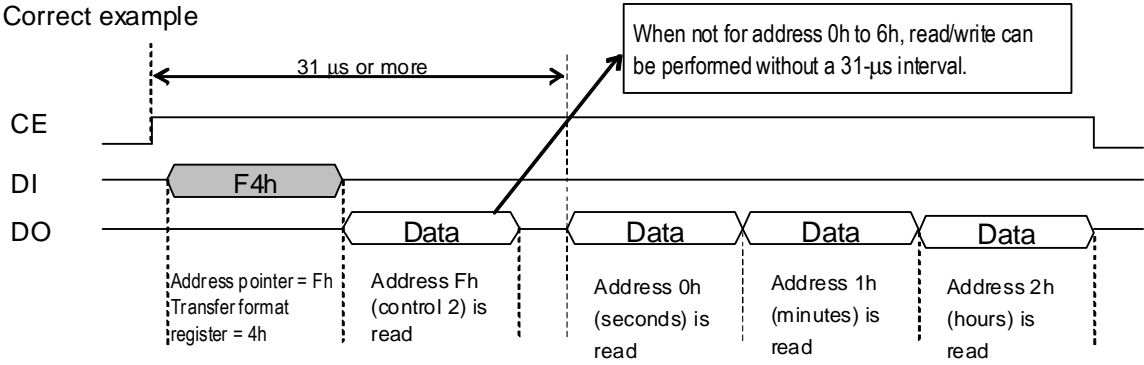 Correct example
When not for address 0h to 6h, read/write can
be performed without a 31-μs interval.
31 μs or more
CE
DI
F4h
DO
Data
Data
Data
Data
Address pointer = Fh
Transfer format
register = 4h
Address Fh
(control 2) is
read
Address 0h
(seconds) is
read
Address 1h
(minutes) is
read
Address 2h
(hours) is
read